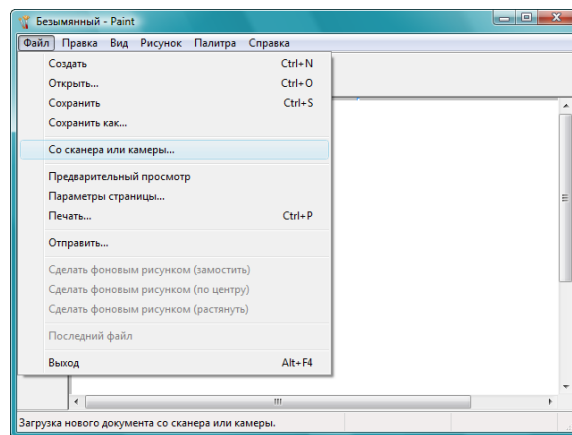 Безымянный - Paint
Файл Правка Вид Рисунок Палитра Справка
Создать Ctrl+N
Открыть... Ctrl+O
Сохранить Ctrl+S
Сохранить как...
Со сканера или камеры...
Предварительный просмотр
Параметры страницы...
Печать... Ctrl+P
Отправить...
Сделать фоновым рисунком (замостить)
Сделать фоновым рисунком (по центру)
Сделать фоновым рисунком (растянуть)
Последний файл
Выход Alt+F4
Загрузка нового документа со сканера или камеры.